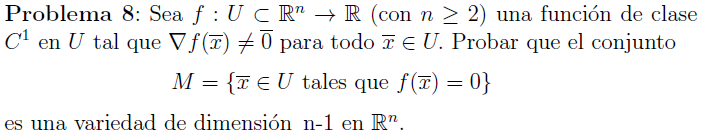 Problema 8: Sea f : U ⊂ ℝⁿ → ℝ (con n ≥ 2) una función de clase
C¹ en U tal que ∇f(x̅) ≠ 0̅ para todo x̅ ∈ U. Probar que el conjunto
M = {x̅ ∈ U tales que f(x̅) = 0}
es una variedad de dimensión n-1 en ℝⁿ.